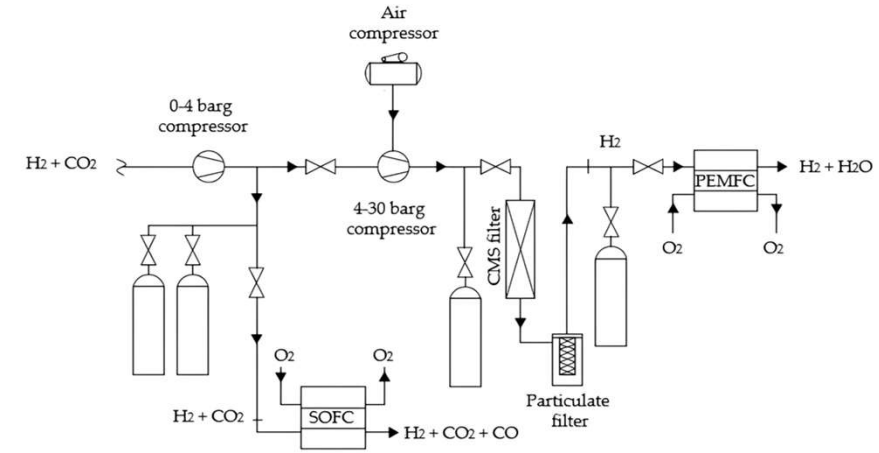 Air
compressor
0-4 barg
compressor
H2 + CO2
4-30 barg
compressor
CMS filter
H2
PEMFC
H2 + H2O
O2
O2
Particulate
filter
O2
O2
H2 + CO2
SOFC
H2 + CO2 + CO